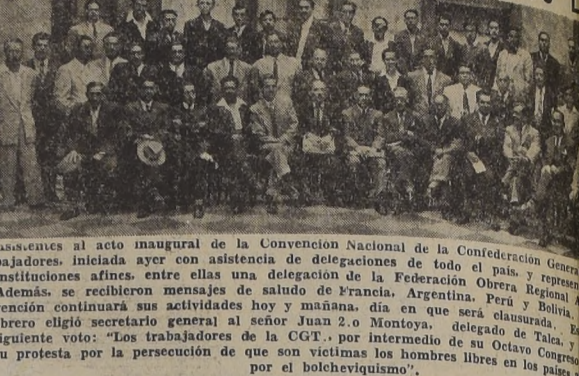 asistentes al acto inaugural de la Convención Nacional de la Confederación Genera
bajadores, iniciada ayer con asistencia de delegaciones de todo el país, y represen
nstituciones afines, entre ellas una delegación de la Federación Obrera Regional
Además, se recibieron mensajes de saludo de Francia, Argentina, Perú y Bolivia.
vención continuará sus actividades hoy y mañana, día en que será clausurada. En
brero eligió secretario general al señor Juan 2.o Montoya, delegado de Talca, y
iguiente voto: "Los trabajadores de la CGT., por intermedio de su Octavo Congreso
u protesta por la persecución de que son víctimas los hombres libres en los países
por el bolcheviquismo".